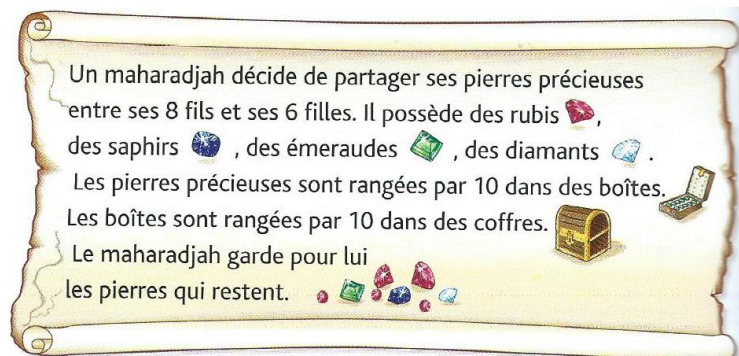 Un maharadjah décide de partager ses pierres précieuses
entre ses 8 fils et ses 6 filles. Il possède des rubis ,
des saphirs , des émeraudes , des diamants .
Les pierres précieuses sont rangées par 10 dans des boîtes.
Les boîtes sont rangées par 10 dans des coffres.
Le maharadjah garde pour lui
les pierres qui restent.